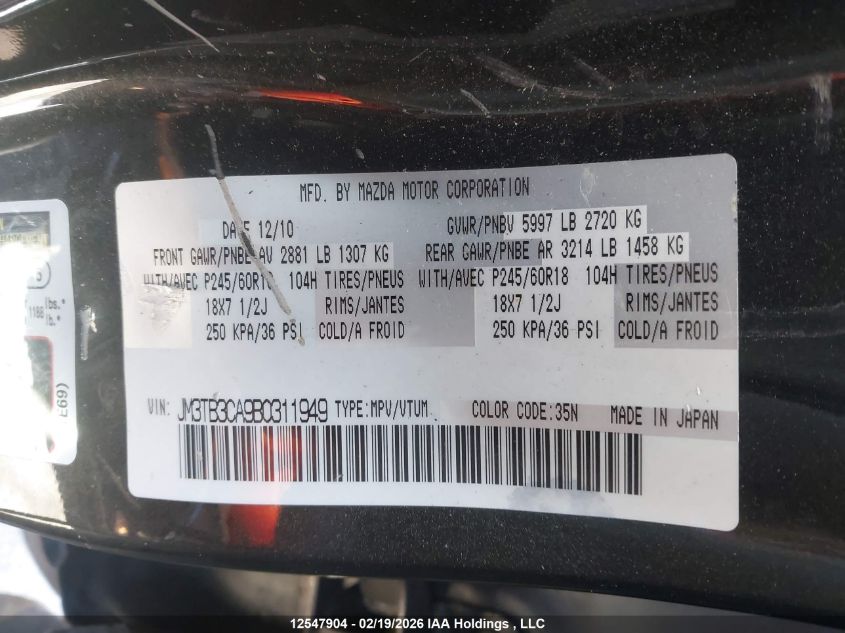 MFD. BY MAZDA MOTOR CORPORATION
DATE 12/10 GVWR/PNBV 5997 LB 2720 KG
FRONT GAWR/PNBE AV 2881 LB 1307 KG REAR GAWR/PNBE AR 3214 LB 1458 KG
WITH/AVEC P245/60R18 104H TIRES/PNEUS WITH/AVEC P245/60R18 104H TIRES/PNEUS
18X7 1/2J RIMS/JANTES 18X7 1/2J RIMS/JANTES
250 KPA/36 PSI COLD/A FROID 250 KPA/36 PSI COLD/A FROID
VIN: JM3TB3CA9B0311949 TYPE:MPV/VTUM COLOR CODE:35N MADE IN JAPAN
lbs.*
1188 lbs.
E69)
12547904 - 02/19/2026 IAA Holdings , LLC